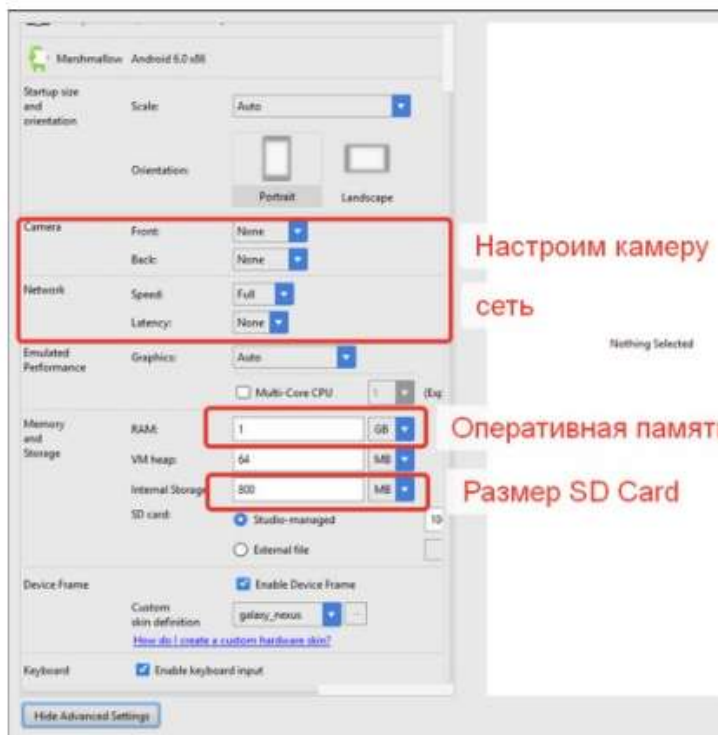 Marshmallow Android 6.0 x86
Startup size and orientation
Scale: Auto
Orientation:
Portrait Landscape
Camera Front: None
Back: None
Настроим камеру
Network Speed: Full
сеть
Latency: None
Nothing Selected
Emulated Performance Graphics: Auto
Multi-Core CPU 1
Memory and Storage RAM: 1 GB
Оперативная памят
VM heap: 64 MB
Internal Storage: 800 MB
Размер SD Card
SD card: Studio-managed
External file
Device Frame Enable Device Frame
Custom skin definition galaxy_nexus ...
How do I create a custom hardware skin?
Keyboard Enable keyboard input
Hide Advanced Settings